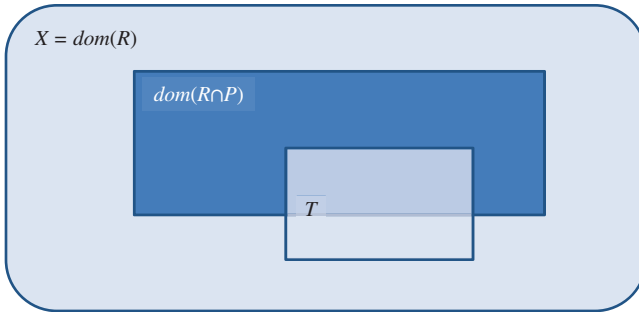 X = dom(R)
dom(R∩P)
T